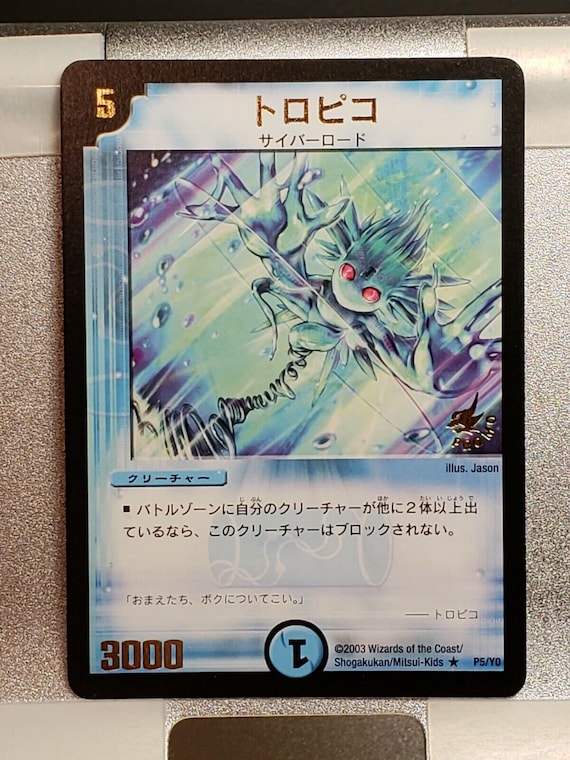 5
トロピコ
サイバーロード
PROMO
illus. Jason
クリーチャー
■ バトルゾーンに自分のクリーチャーが他に2体以上出
ているなら、このクリーチャーはブロックされない。
「おまえたち、ボクについてこい。」
── トロピコ
3000
1
©2003 Wizards of the Coast/
Shogakukan/Mitsui-Kids ★ P5/Y0